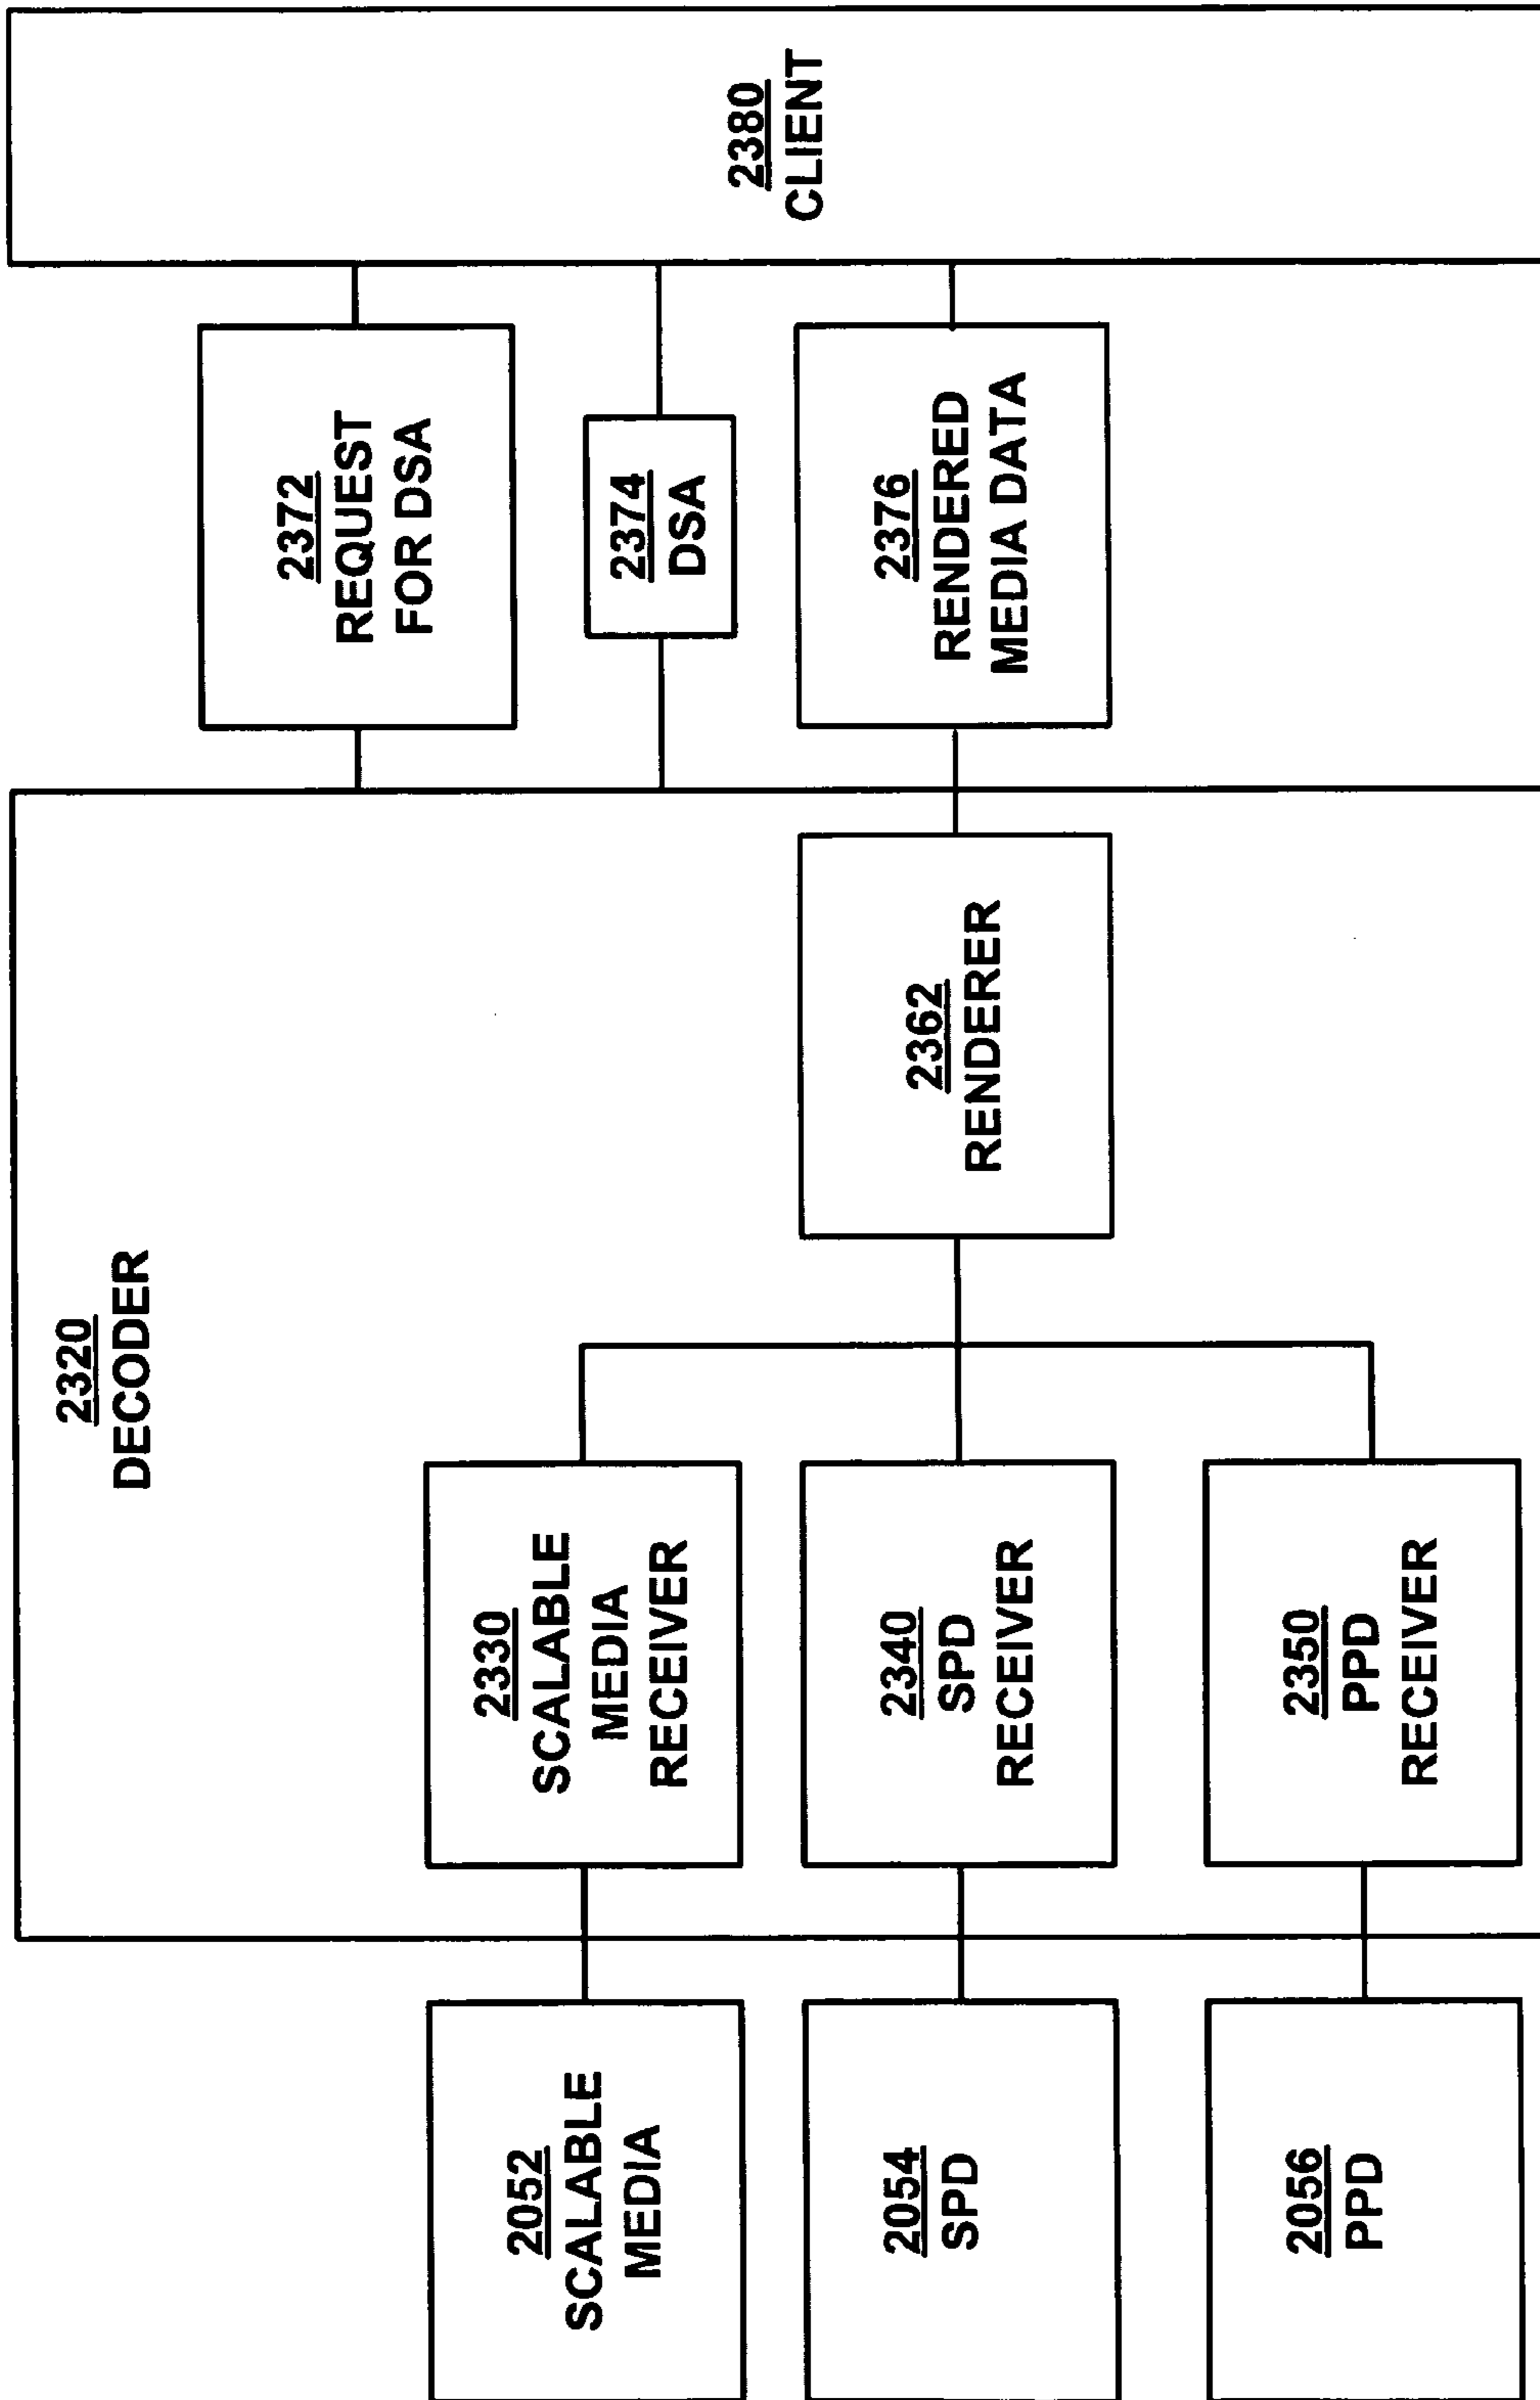 2320
DECODER
2052
SCALABLE
MEDIA
2330
SCALABLE
MEDIA
RECEIVER
2372
REQUEST
FOR DSA
2374
DSA
2380
CLIENT
2054
SPD
2340
SPD
RECEIVER
2362
RENDERER
2376
RENDERED
MEDIA DATA
2056
PPD
2350
PPD
RECEIVER